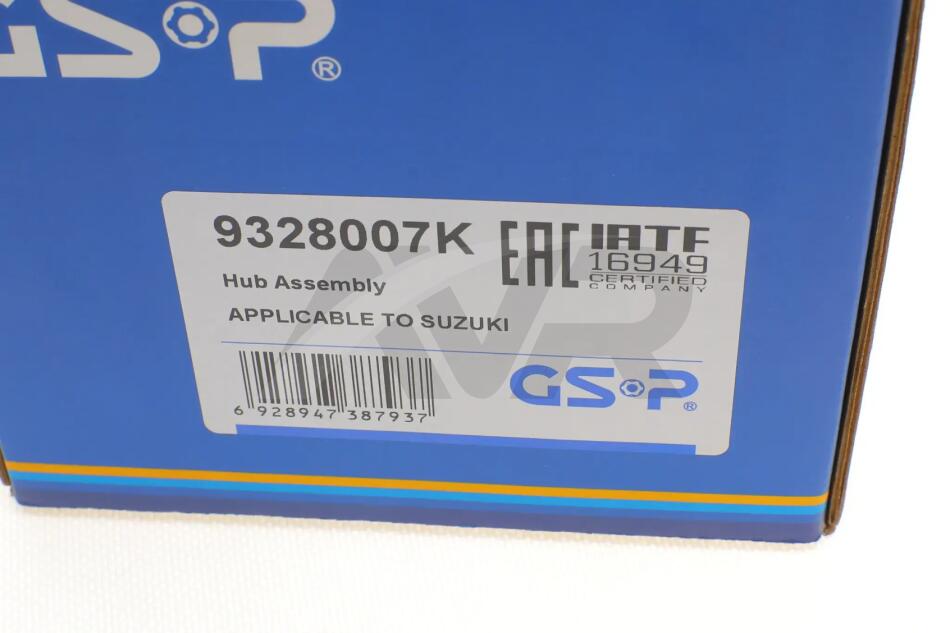 GSP®
9328007K
EAC
IATF
16949
CERTIFIED
COMPANY
Hub Assembly
APPLICABLE TO SUZUKI
6 928947 387937
GSP®